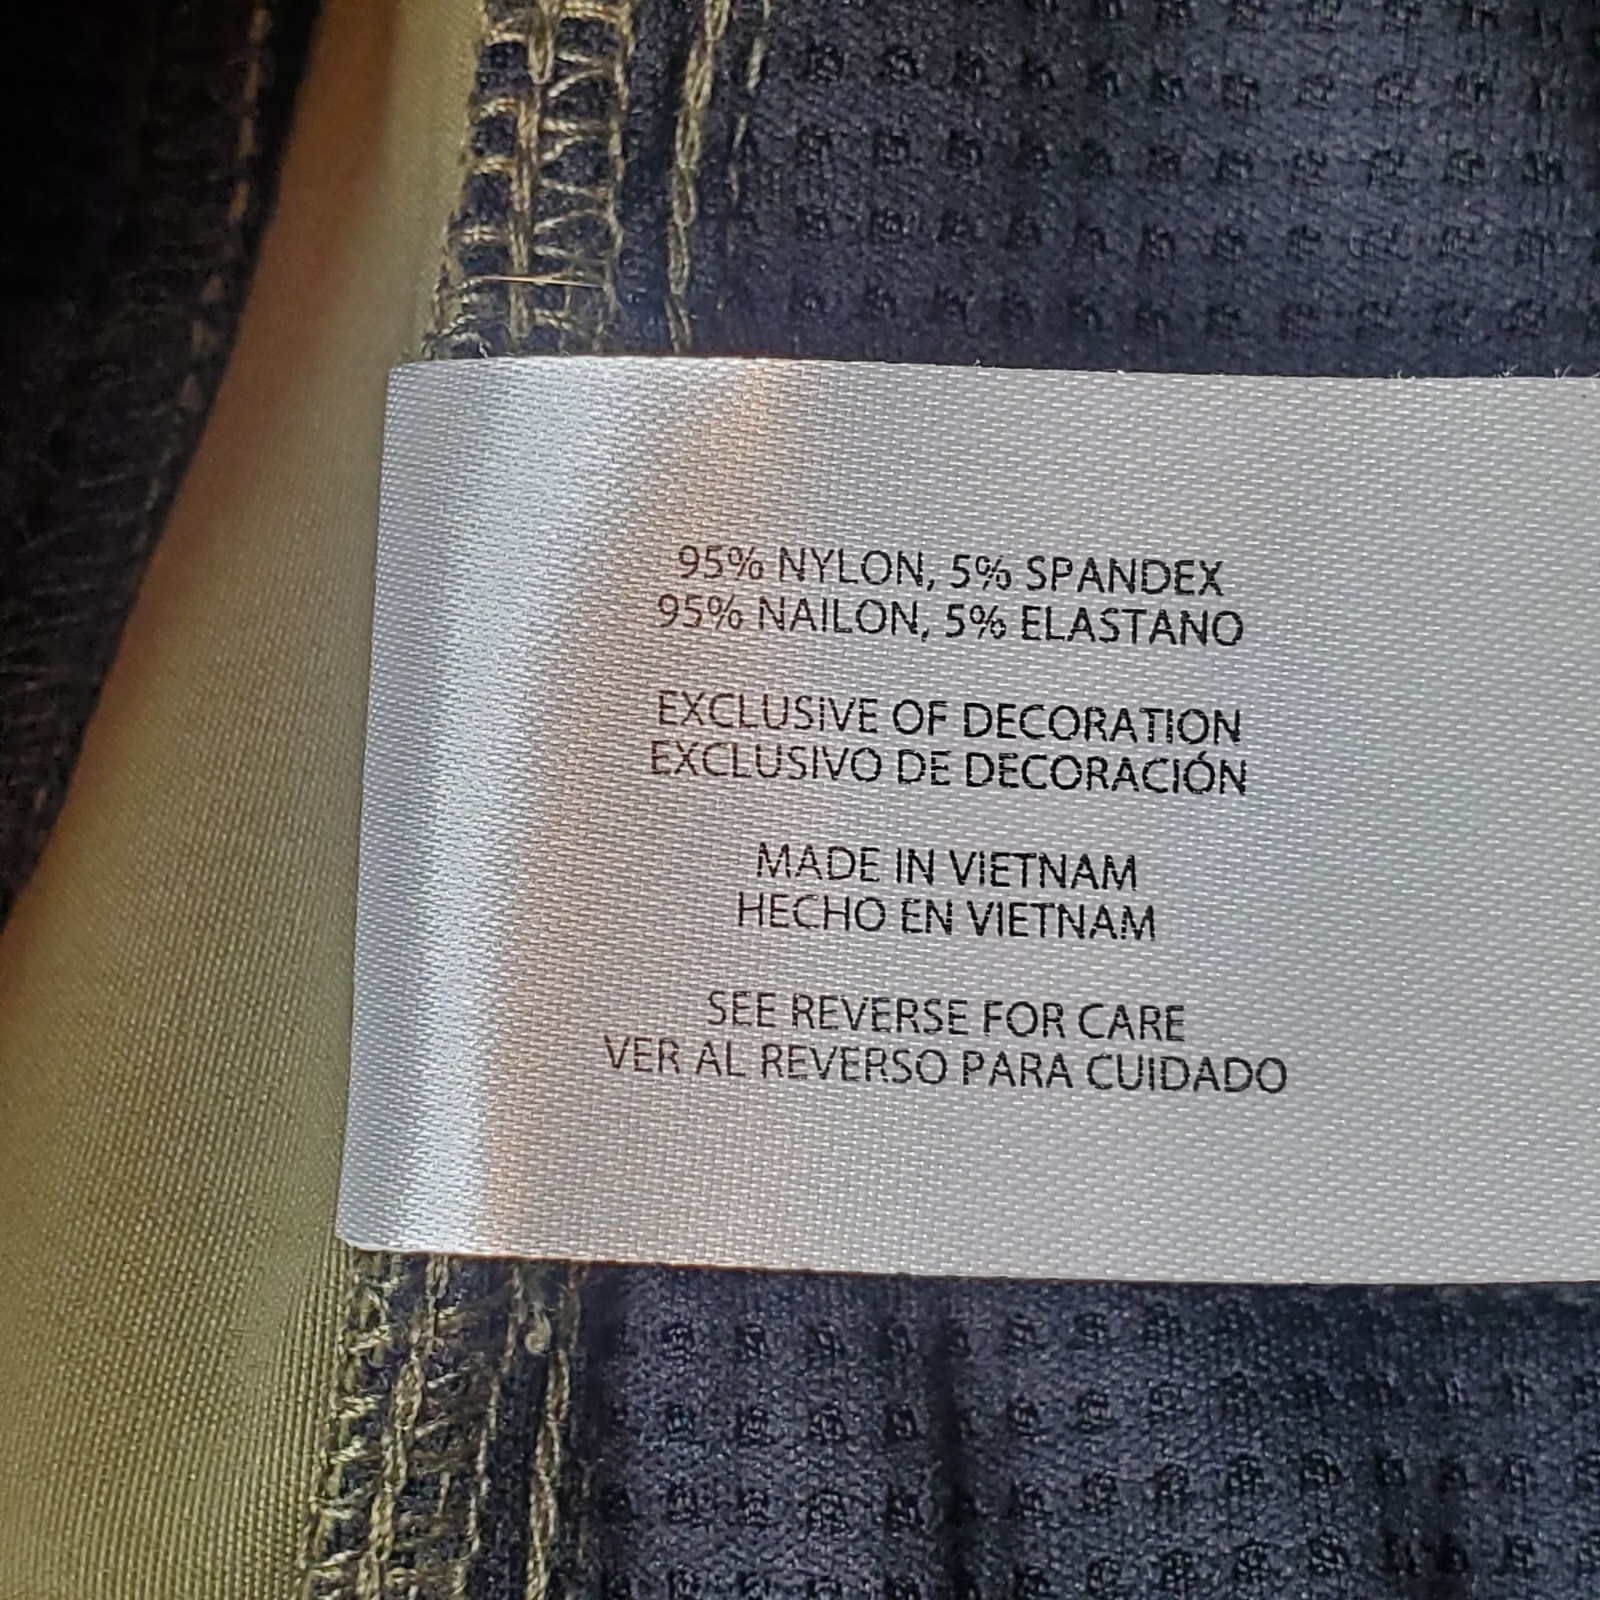 95% NYLON, 5% SPANDEX
95% NAILON, 5% ELASTANO
EXCLUSIVE OF DECORATION
EXCLUSIVO DE DECORACIÓN
MADE IN VIETNAM
HECHO EN VIETNAM
SEE REVERSE FOR CARE
VER AL REVERSO PARA CUIDADO